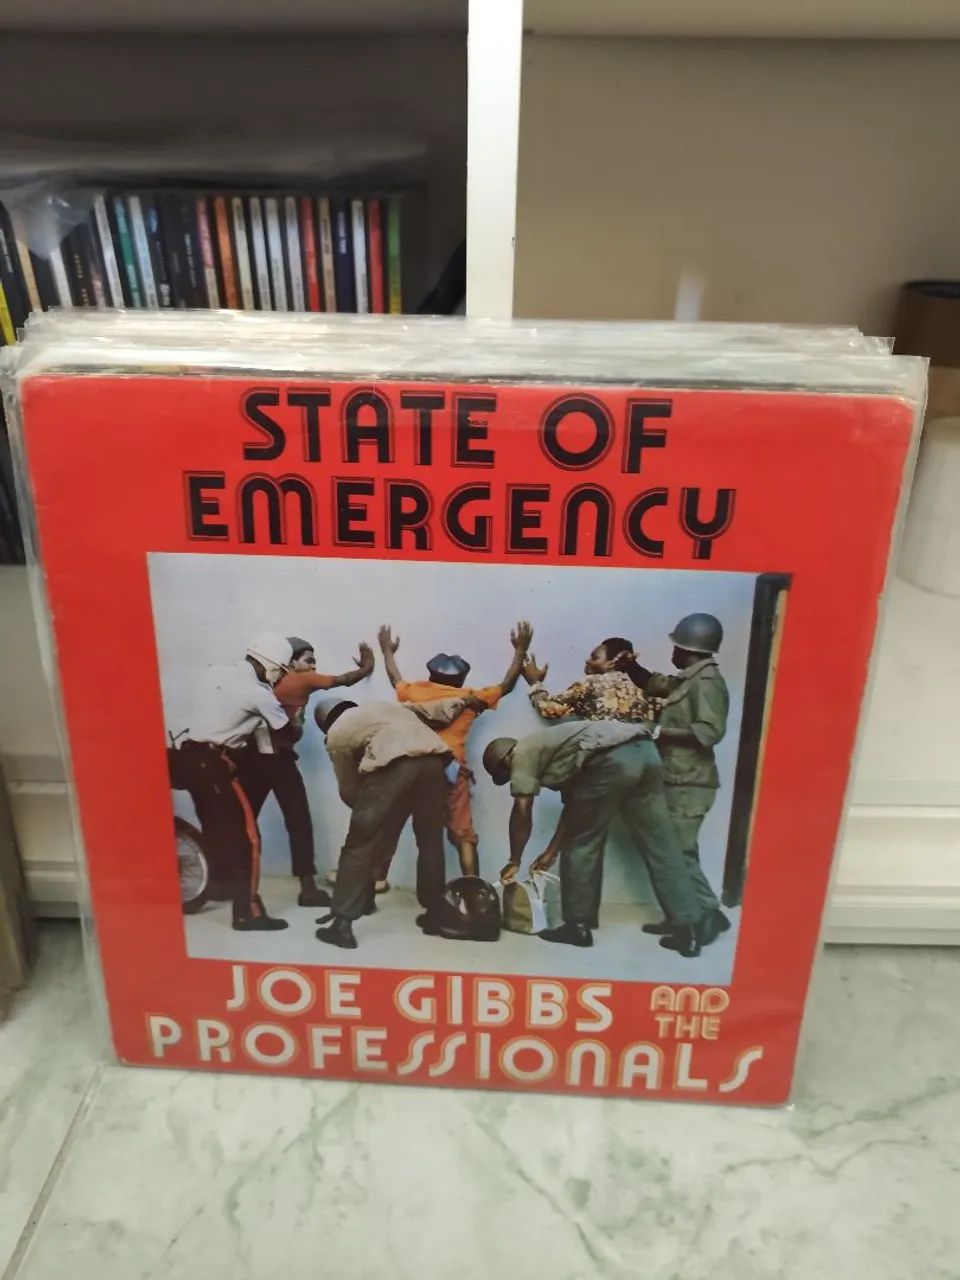 STATE OF
EMERGENCY
JOE GIBBS AND THE
PROFESSIONALS